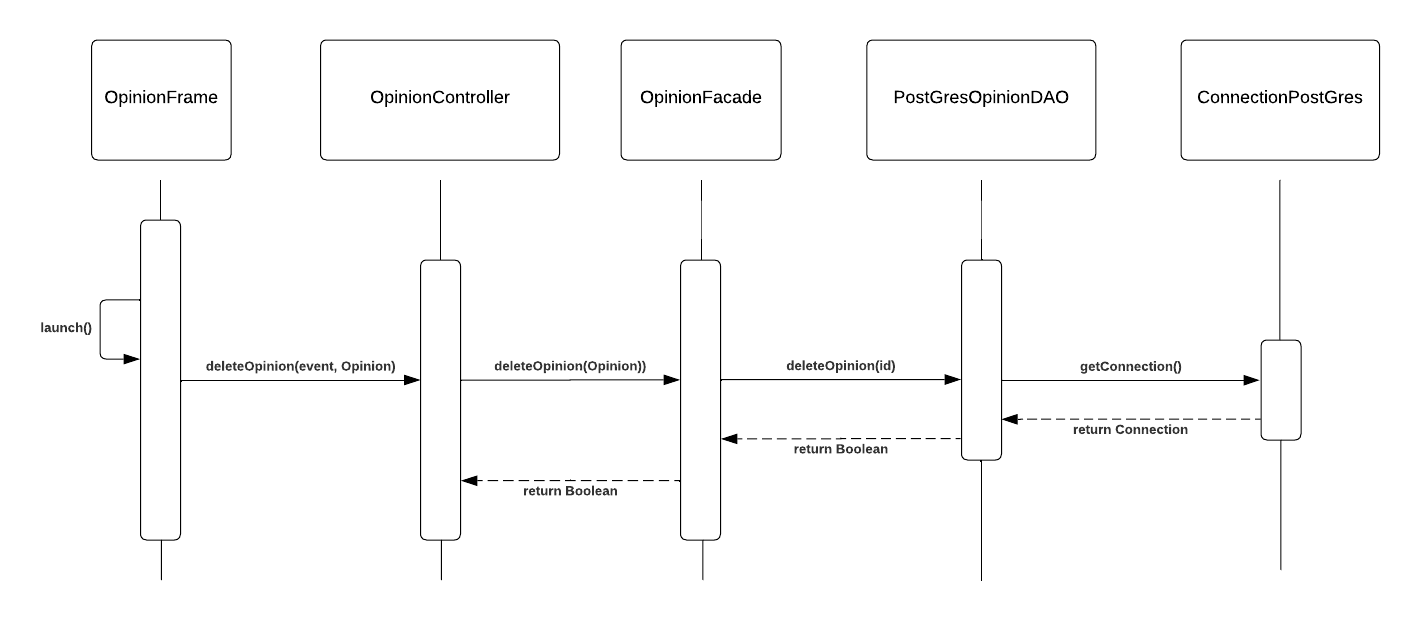 OpinionFrame
OpinionController
OpinionFacade
PostGresOpinionDAO
ConnectionPostGres
launch()
deleteOpinion(event, Opinion)
deleteOpinion(Opinion))
deleteOpinion(id)
getConnection()
return Connection
return Boolean
return Boolean